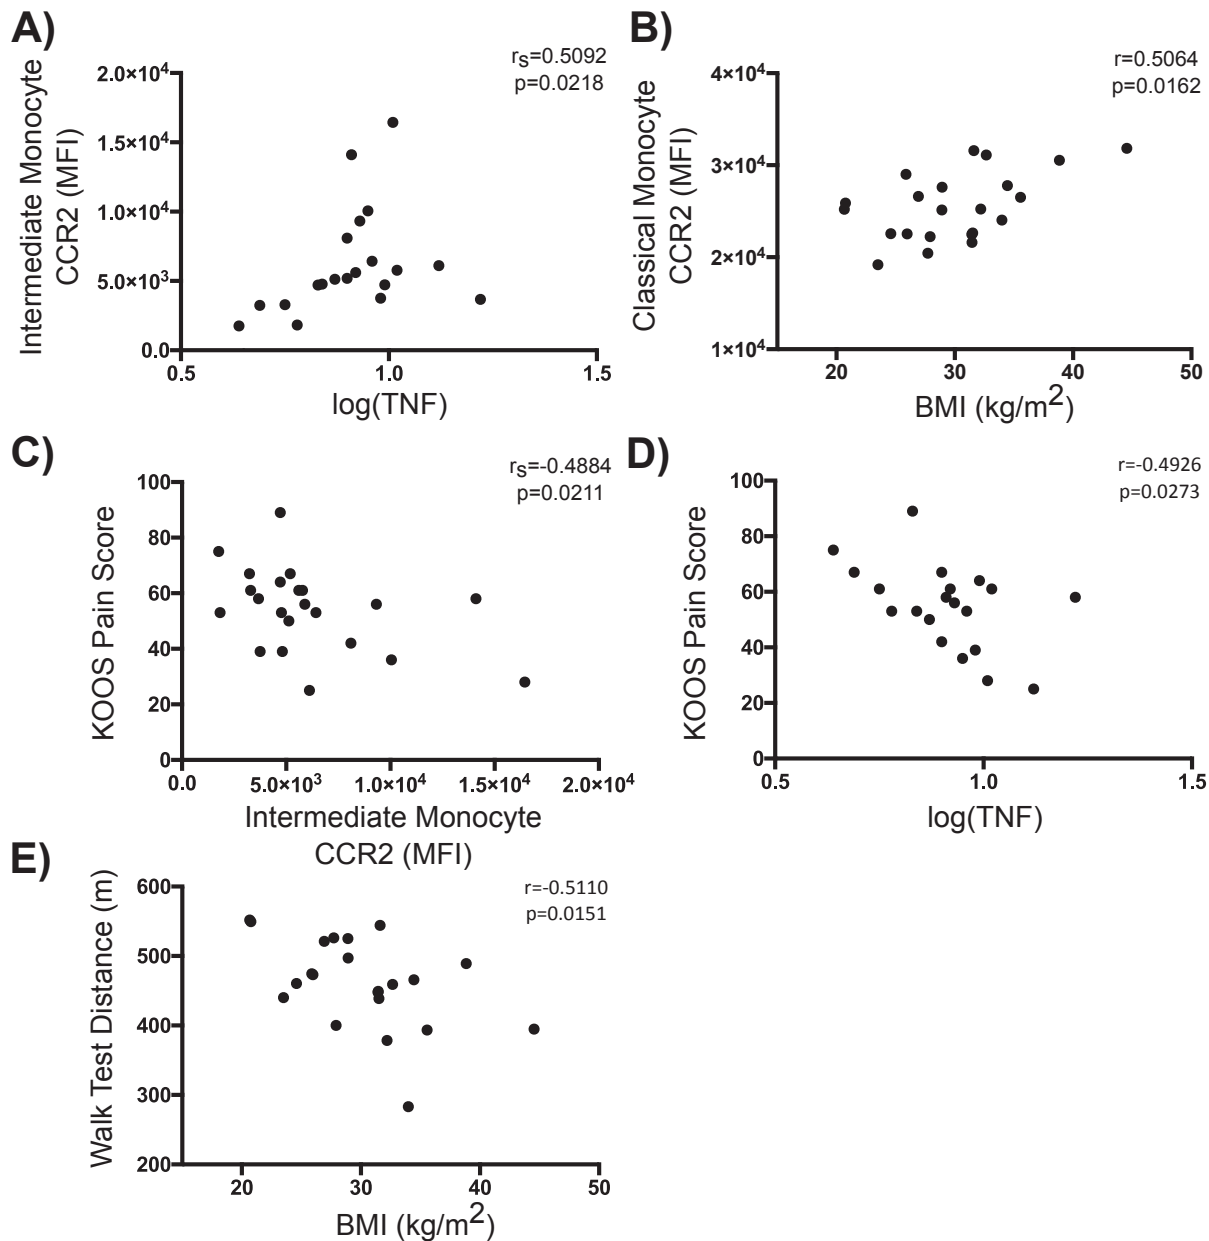 A)
rs=0.5092
p=0.0218
Intermediate Monocyte
CCR2 (MFI)
2.0×10⁴
1.5×10⁴
1.0×10⁴
5.0×10³
0.0
0.5 1.0 1.5
log(TNF)
B)
r=0.5064
p=0.0162
Classical Monocyte
CCR2 (MFI)
4×10⁴
3×10⁴
2×10⁴
1×10⁴
20 30 40 50
BMI (kg/m²)
C)
rs=-0.4884
p=0.0211
KOOS Pain Score
100
80
60
40
20
0
0.0 5.0×10³ 1.0×10⁴ 1.5×10⁴ 2.0×10⁴
Intermediate Monocyte
CCR2 (MFI)
D)
r=-0.4926
p=0.0273
KOOS Pain Score
100
80
60
40
20
0
0.5 1.0 1.5
log(TNF)
E)
r=-0.5110
p=0.0151
Walk Test Distance (m)
600
500
400
300
200
20 30 40 50
BMI (kg/m²)